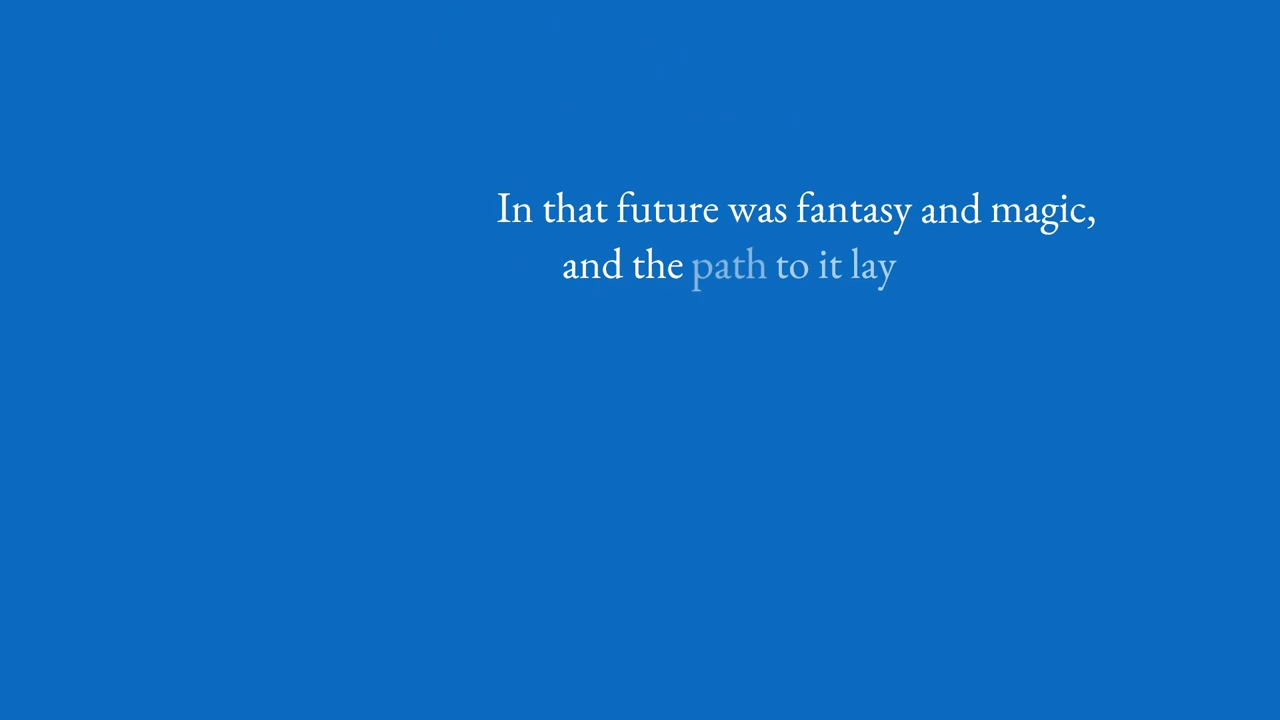 In that future was fantasy and magic,
and the path to it lay